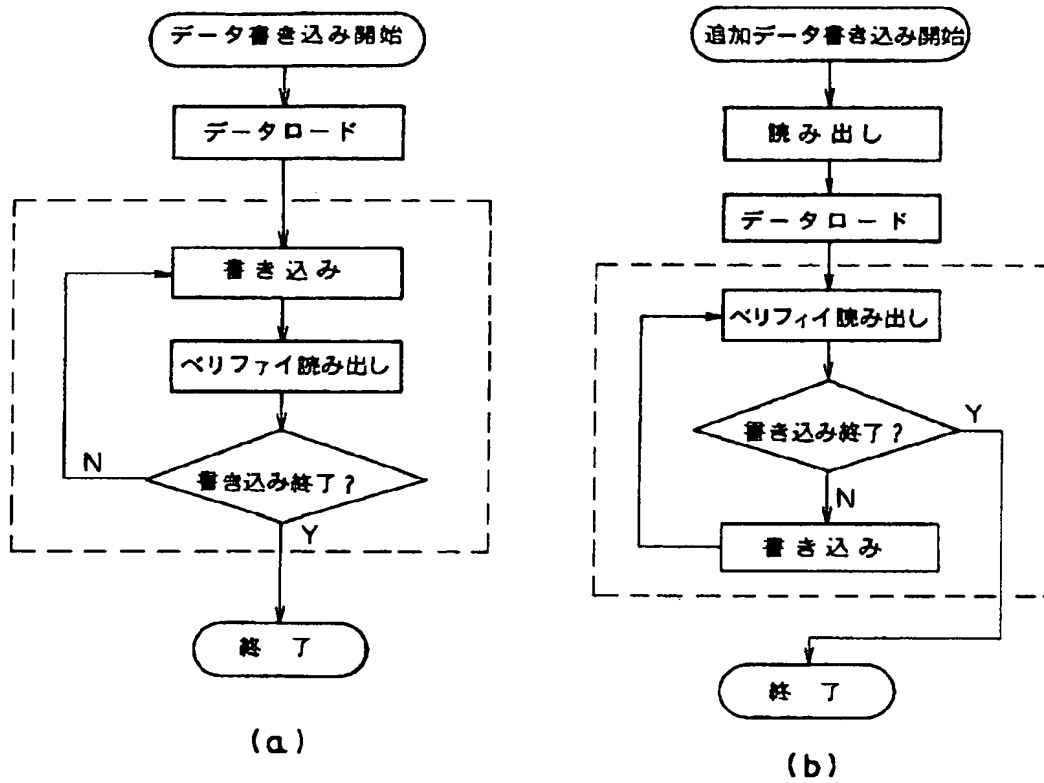 データ書き込み開始
データロード
書き込み
ベリファイ読み出し
N
書き込み終了?
Y
終了
(a)
追加データ書き込み開始
読み出し
データロード
ベリフィイ読み出し
Y
書き込み終了?
N
書き込み
終了
(b)